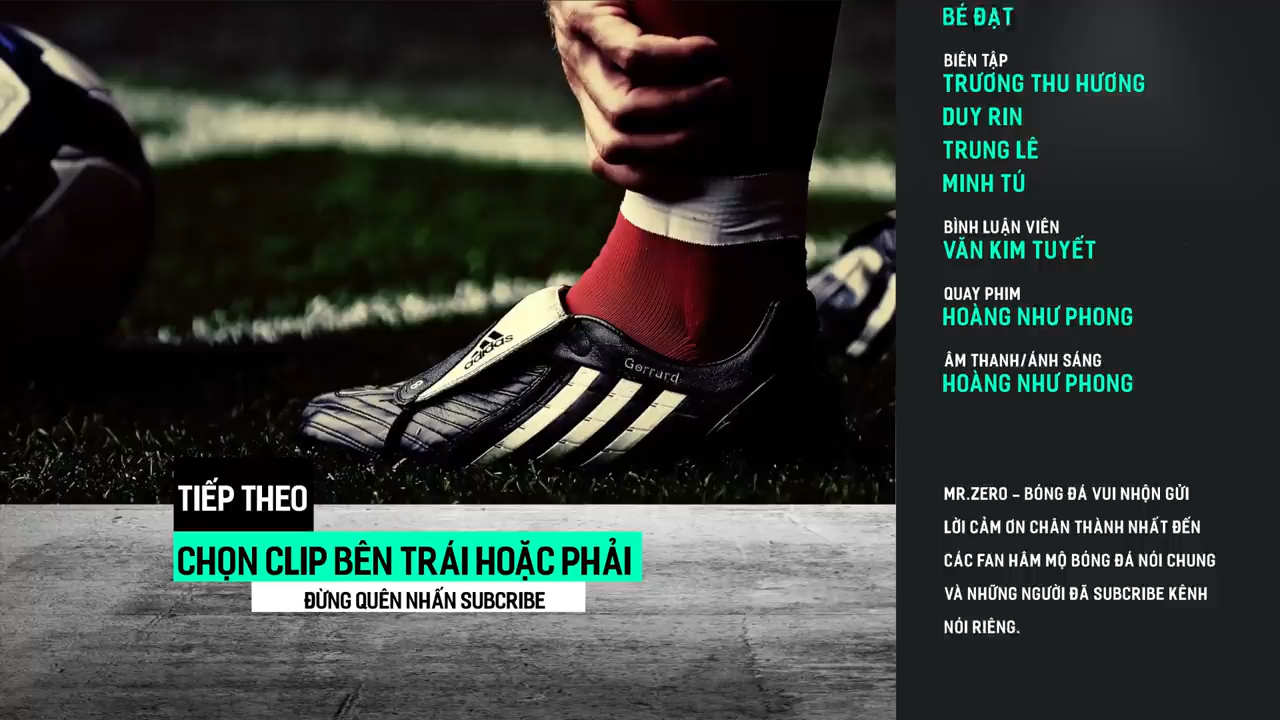 BÉ ĐẠT
BIÊN TẬP
TRƯƠNG THU HƯƠNG
DUY RIN
TRUNG LÊ
MINH TÚ
BÌNH LUẬN VIÊN
VĂN KIM TUYẾT
QUAY PHIM
HOÀNG NHƯ PHONG
ÂM THANH/ÁNH SÁNG
HOÀNG NHƯ PHONG
MR.ZERO - BÓNG ĐÁ VUI NHỘN GỬI
LỜI CẢM ƠN CHÂN THÀNH NHẤT ĐẾN
CÁC FAN HÂM MỘ BÓNG ĐÁ NÓI CHUNG
VÀ NHỮNG NGƯỜI ĐÃ SUBCRIBE KÊNH
NÓI RIÊNG.
adidas
8
Gerrard
TIẾP THEO
CHỌN CLIP BÊN TRÁI HOẶC PHẢI
ĐỪNG QUÊN NHẤN SUBCRIBE